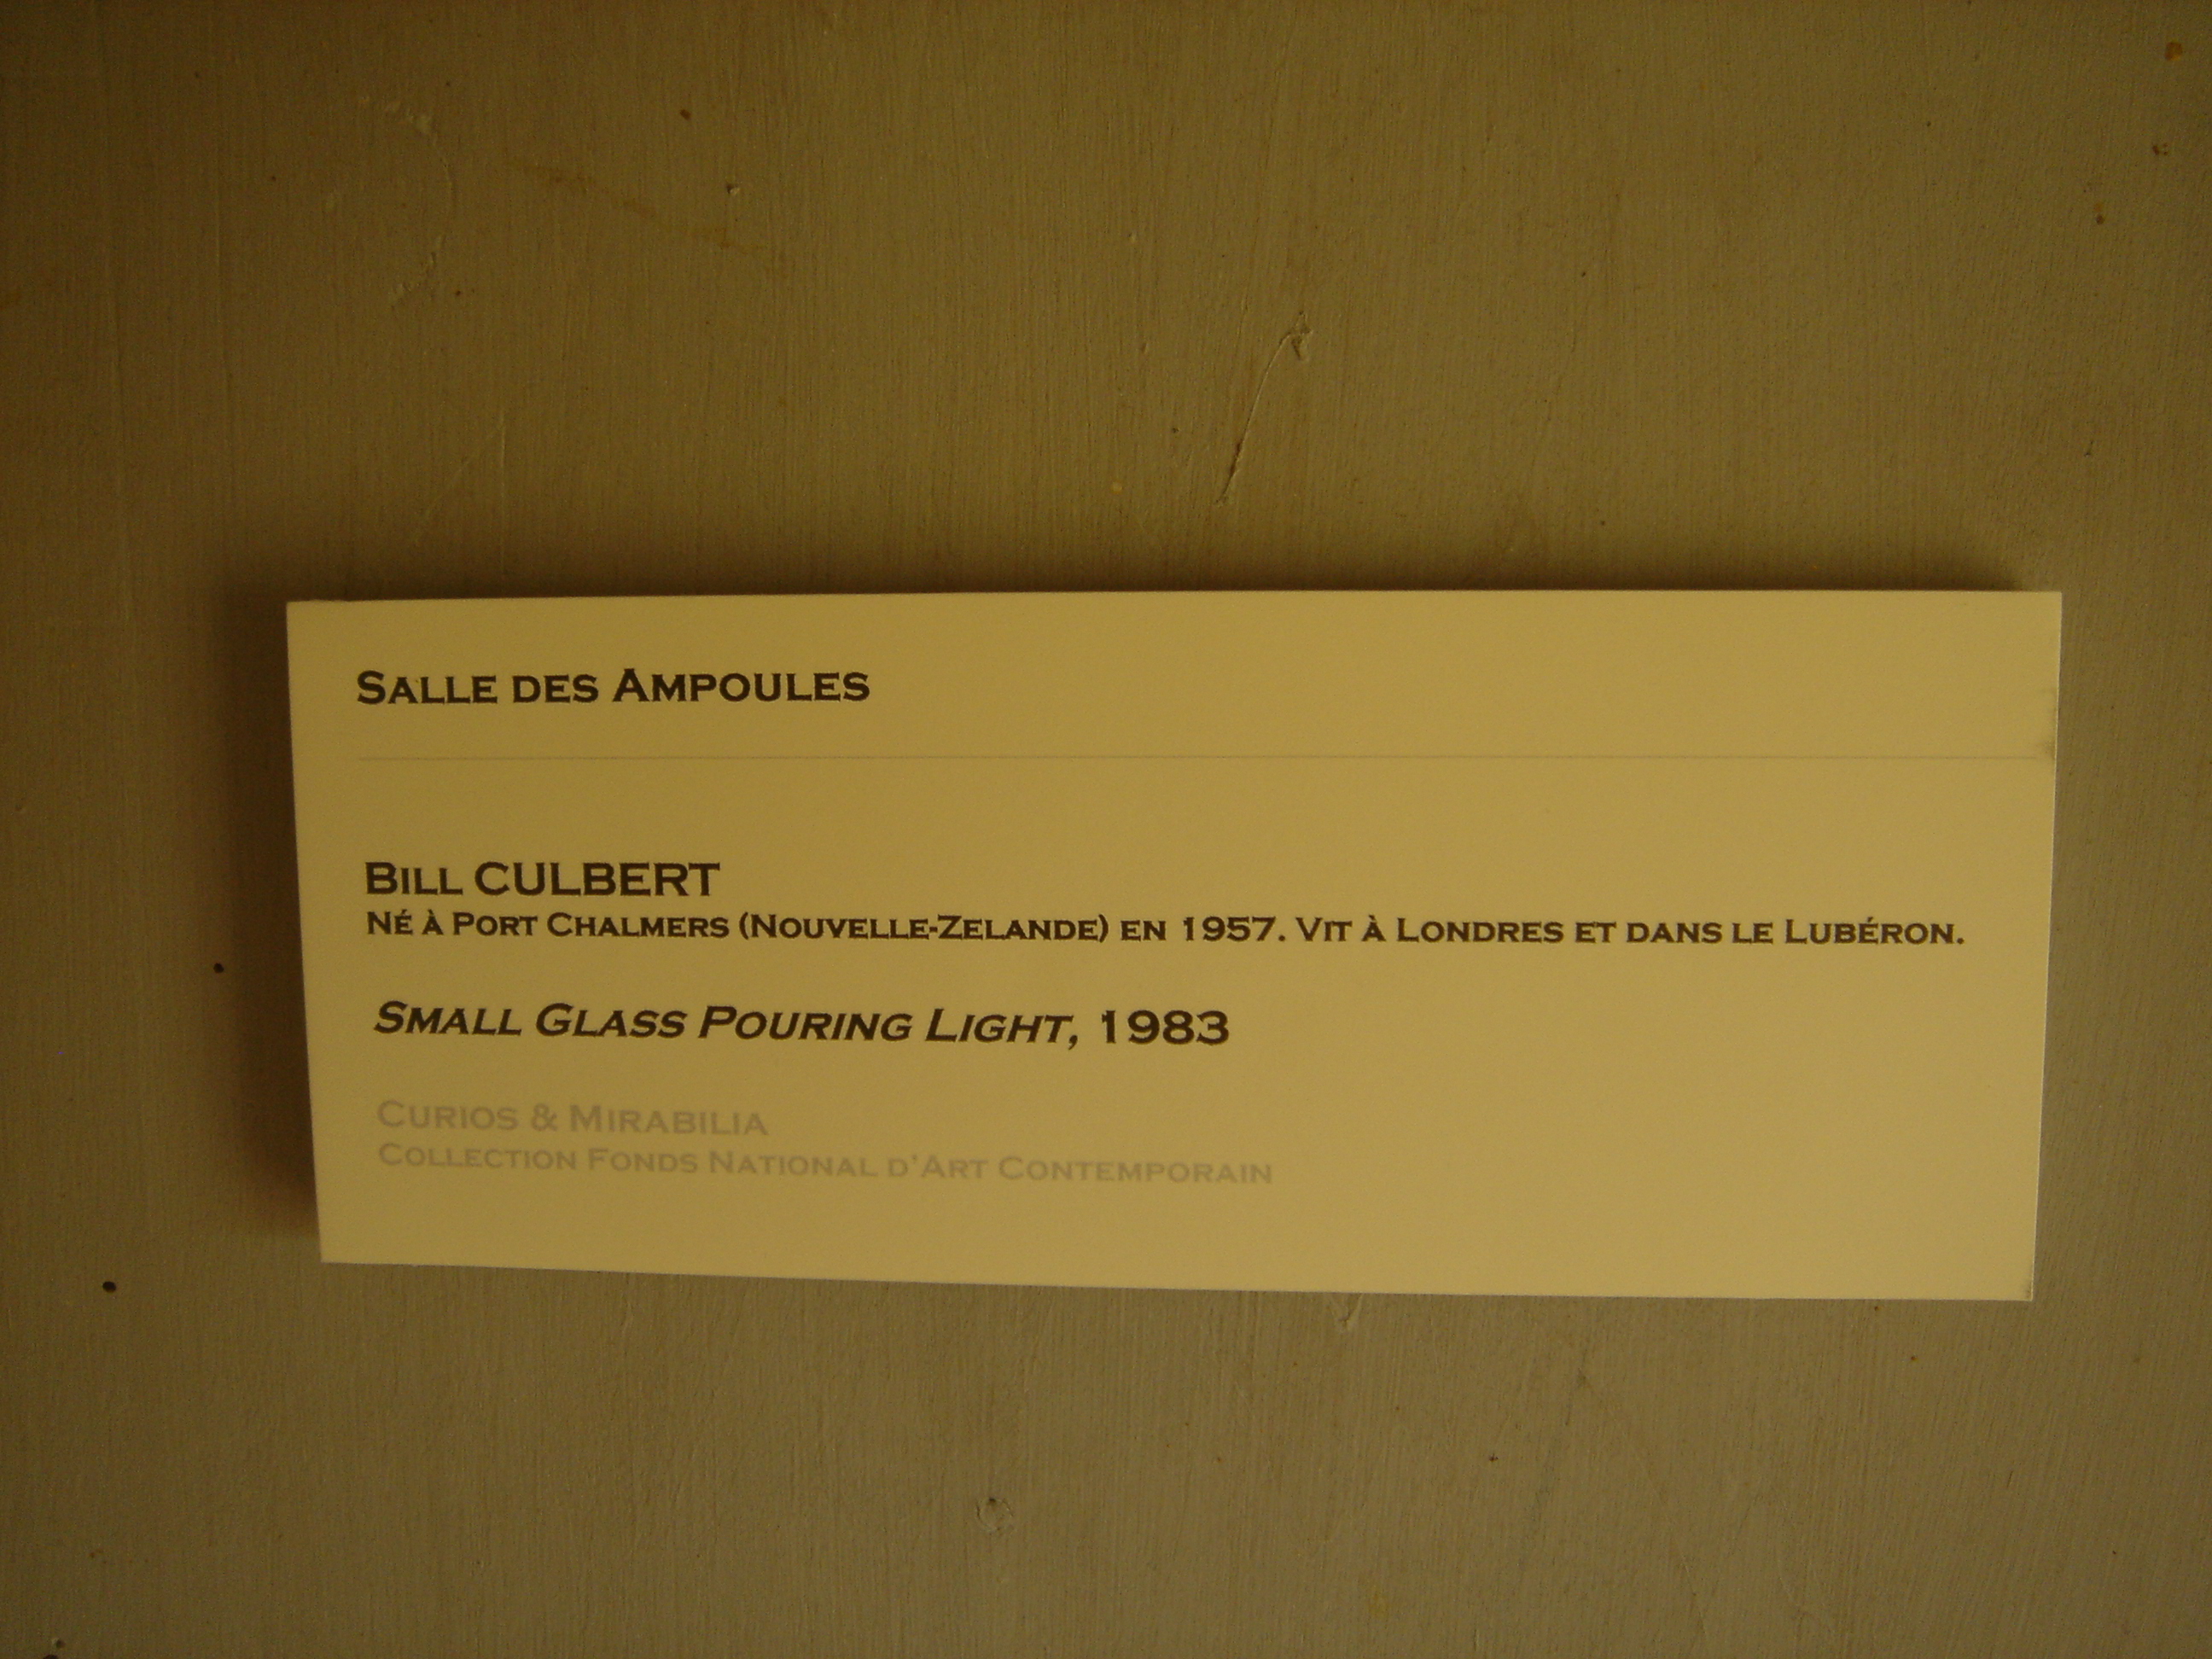 Salle des Ampoules
Bill CULBERT
Né à Port Chalmers (Nouvelle-Zelande) en 1957. Vit à Londres et dans le Lubéron.
Small Glass Pouring Light, 1983
Curios & Mirabilia
Collection Fonds National d'Art Contemporain